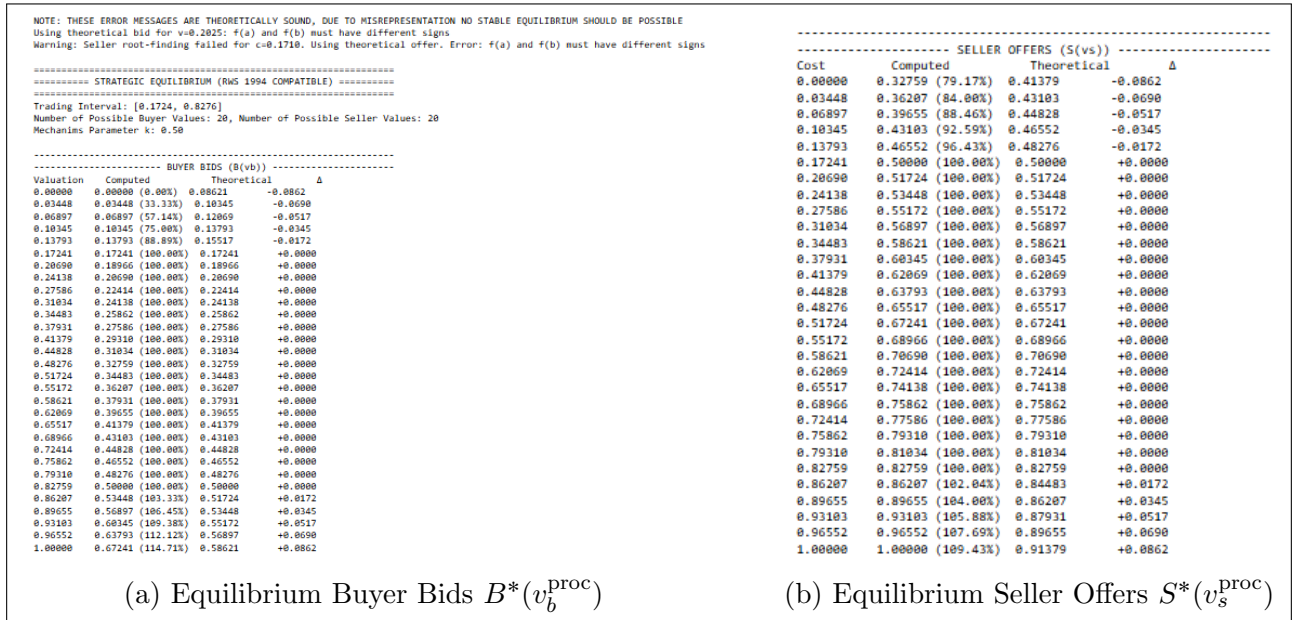 NOTE: THESE ERROR MESSAGES ARE THEORETICALLY SOUND, DUE TO MISREPRESENTATION NO STABLE EQUILIBRIUM SHOULD BE POSSIBLE
Using theoretical bid for v=0.2025: f(a) and f(b) must have different signs
Warning: Seller root-finding failed for c=0.1710. Using theoretical offer. Error: f(a) and f(b) must have different signs
================================================================
========== STRATEGIC EQUILIBRIUM (RWS 1994 COMPATIBLE) ==========
================================================================
Trading Interval: [0.1724, 0.8276]
Number of Possible Buyer Values: 20, Number of Possible Seller Values: 20
Mechanims Parameter k: 0.50
----------------------------------------------------------------
----------------------- BUYER BIDS (B(vb)) ----------------------
Valuation Computed Theoretical Δ
0.00000 0.00000 (0.00%) 0.08621 -0.0862
0.03448 0.03448 (33.33%) 0.10345 -0.0690
0.06897 0.06897 (57.14%) 0.12069 -0.0517
0.10345 0.10345 (75.00%) 0.13793 -0.0345
0.13793 0.13793 (88.89%) 0.15517 -0.0172
0.17241 0.17241 (100.00%) 0.17241 +0.0000
0.20690 0.18966 (100.00%) 0.18966 +0.0000
0.24138 0.20690 (100.00%) 0.20690 +0.0000
0.27586 0.22414 (100.00%) 0.22414 +0.0000
0.31034 0.24138 (100.00%) 0.24138 +0.0000
0.34483 0.25862 (100.00%) 0.25862 +0.0000
0.37931 0.27586 (100.00%) 0.27586 +0.0000
0.41379 0.29310 (100.00%) 0.29310 +0.0000
0.44828 0.31034 (100.00%) 0.31034 +0.0000
0.48276 0.32759 (100.00%) 0.32759 +0.0000
0.51724 0.34483 (100.00%) 0.34483 +0.0000
0.55172 0.36207 (100.00%) 0.36207 +0.0000
0.58621 0.37931 (100.00%) 0.37931 +0.0000
0.62069 0.39655 (100.00%) 0.39655 +0.0000
0.65517 0.41379 (100.00%) 0.41379 +0.0000
0.68966 0.43103 (100.00%) 0.43103 +0.0000
0.72414 0.44828 (100.00%) 0.44828 +0.0000
0.75862 0.46552 (100.00%) 0.46552 +0.0000
0.79310 0.48276 (100.00%) 0.48276 +0.0000
0.82759 0.50000 (100.00%) 0.50000 +0.0000
0.86207 0.53448 (103.33%) 0.51724 +0.0172
0.89655 0.56897 (106.45%) 0.53448 +0.0345
0.93103 0.60345 (109.38%) 0.55172 +0.0517
0.96552 0.63793 (112.12%) 0.56897 +0.0690
1.00000 0.67241 (114.71%) 0.58621 +0.0862
(a) Equilibrium Buyer Bids B*(v_b^proc)
----------------------------------------------------------------
--------------------- SELLER OFFERS (S(vs)) ---------------------
Cost Computed Theoretical Δ
0.00000 0.32759 (79.17%) 0.41379 -0.0862
0.03448 0.36207 (84.00%) 0.43103 -0.0690
0.06897 0.39655 (88.46%) 0.44828 -0.0517
0.10345 0.43103 (92.59%) 0.46552 -0.0345
0.13793 0.46552 (96.43%) 0.48276 -0.0172
0.17241 0.50000 (100.00%) 0.50000 +0.0000
0.20690 0.51724 (100.00%) 0.51724 +0.0000
0.24138 0.53448 (100.00%) 0.53448 +0.0000
0.27586 0.55172 (100.00%) 0.55172 +0.0000
0.31034 0.56897 (100.00%) 0.56897 +0.0000
0.34483 0.58621 (100.00%) 0.58621 +0.0000
0.37931 0.60345 (100.00%) 0.60345 +0.0000
0.41379 0.62069 (100.00%) 0.62069 +0.0000
0.44828 0.63793 (100.00%) 0.63793 +0.0000
0.48276 0.65517 (100.00%) 0.65517 +0.0000
0.51724 0.67241 (100.00%) 0.67241 +0.0000
0.55172 0.68966 (100.00%) 0.68966 +0.0000
0.58621 0.70690 (100.00%) 0.70690 +0.0000
0.62069 0.72414 (100.00%) 0.72414 +0.0000
0.65517 0.74138 (100.00%) 0.74138 +0.0000
0.68966 0.75862 (100.00%) 0.75862 +0.0000
0.72414 0.77586 (100.00%) 0.77586 +0.0000
0.75862 0.79310 (100.00%) 0.79310 +0.0000
0.79310 0.81034 (100.00%) 0.81034 +0.0000
0.82759 0.82759 (100.00%) 0.82759 +0.0000
0.86207 0.86207 (102.04%) 0.84483 +0.0172
0.89655 0.89655 (104.00%) 0.86207 +0.0345
0.93103 0.93103 (105.88%) 0.87931 +0.0517
0.96552 0.96552 (107.69%) 0.89655 +0.0690
1.00000 1.00000 (109.43%) 0.91379 +0.0862
(b) Equilibrium Seller Offers S*(v_s^proc)